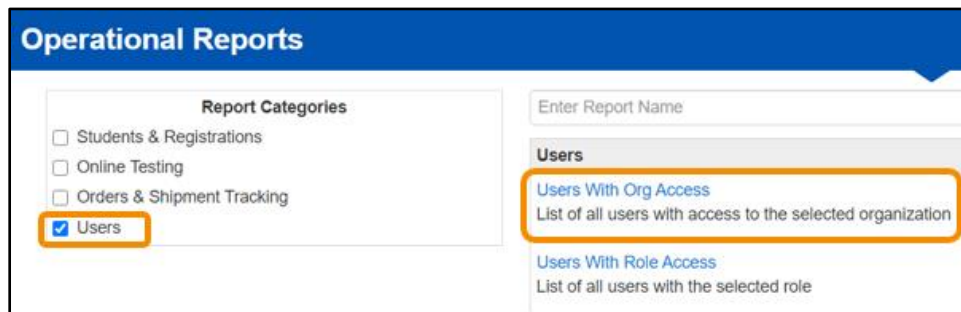 Operational Reports
Report Categories
Students & Registrations
Online Testing
Orders & Shipment Tracking
Users
Enter Report Name
Users
Users With Org Access
List of all users with access to the selected organization
Users With Role Access
List of all users with the selected role